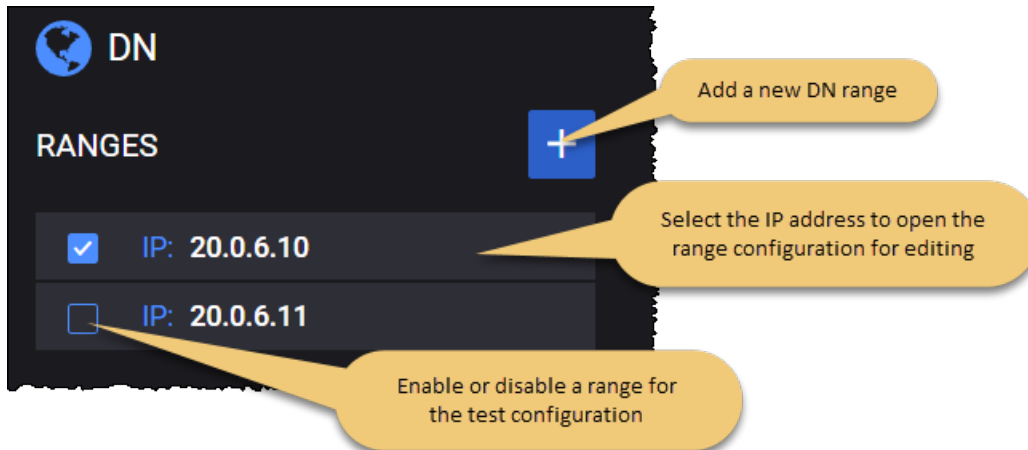 DN
Add a new DN range
RANGES
Select the IP address to open the
range configuration for editing
IP: 20.0.6.10
IP: 20.0.6.11
Enable or disable a range for
the test configuration